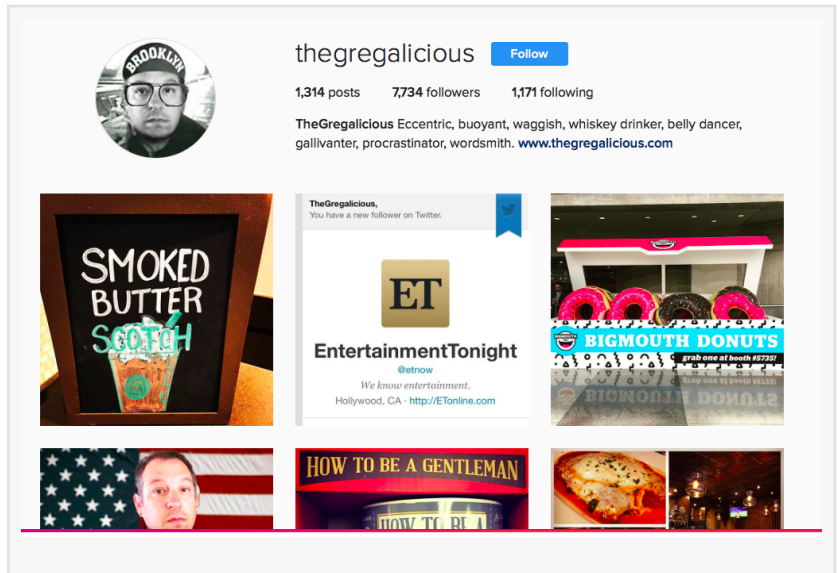 BROOKLYN
thegregalicious
Follow
1,314 posts 7,734 followers 1,171 following
TheGregalicious Eccentric, buoyant, waggish, whiskey drinker, belly dancer,
gallivanter, procrastinator, wordsmith. www.thegregalicious.com
SMOKED
BUTTER
SCOTCH
TheGregalicious,
You have a new follower on Twitter.
ET
EntertainmentTonight
@etnow
We know entertainment.
Hollywood, CA · http://ETonline.com
BIGMOUTH DONUTS
grab one at booth #5735!
HOW TO BE A GENTLEMAN
HOW TO BE A